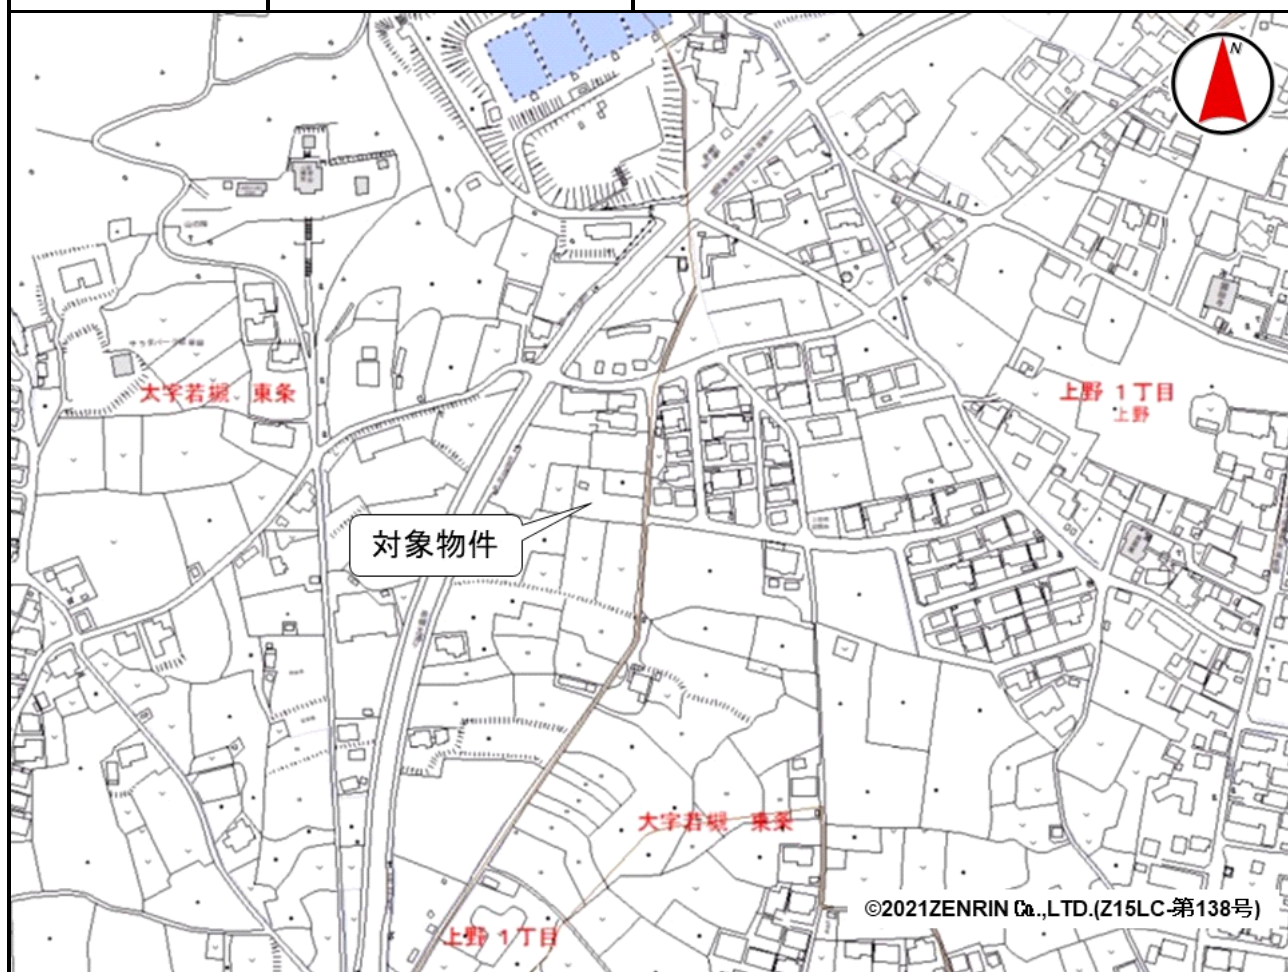 N
大字若槻 東条
上野 1丁目
上野
対象物件
大字若槻 東条
©2021ZENRIN Co.,LTD.(Z15LC-第138号)
上野 1丁目